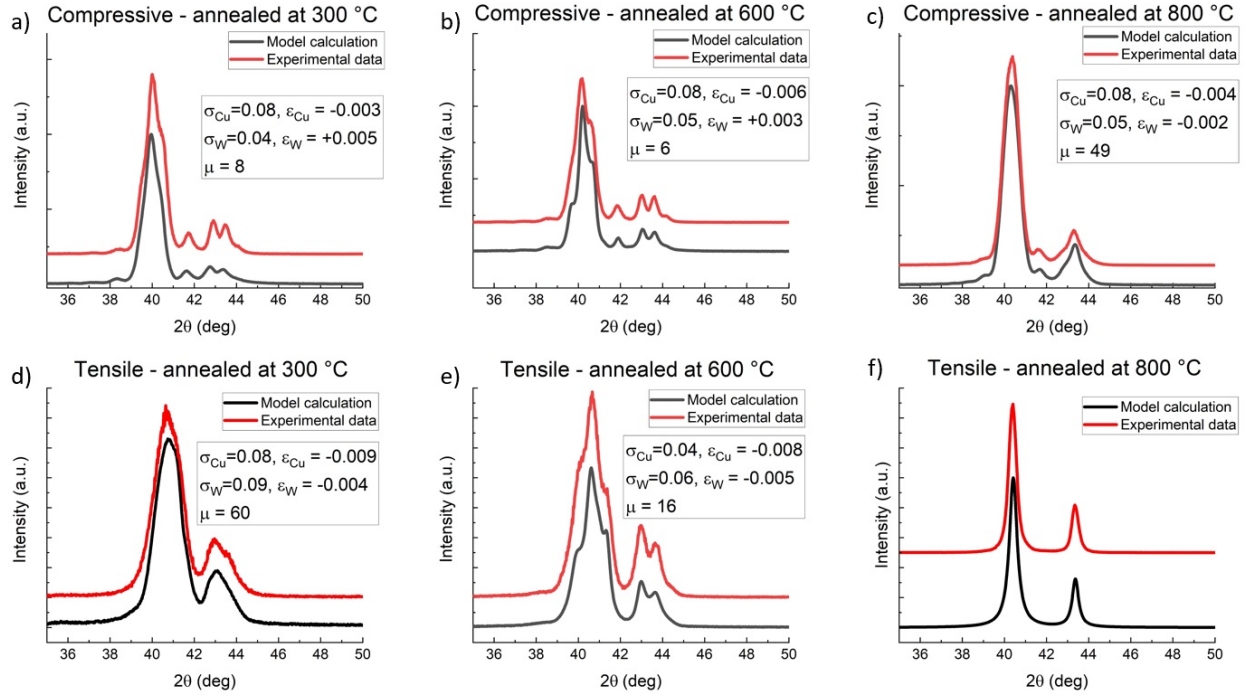 a)
Compressive - annealed at 300 °C
Model calculation
Experimental data
σCu=0.08, εCu = -0.003
σW=0.04, εW = +0.005
μ = 8
Intensity (a.u.)
36 38 40 42 44 46 48 50
2θ (deg)
b)
Compressive - annealed at 600 °C
Model calculation
Experimental data
σCu=0.08, εCu = -0.006
σW=0.05, εW = +0.003
μ = 6
Intensity (a.u.)
36 38 40 42 44 46 48 50
2θ (deg)
c)
Compressive - annealed at 800 °C
Model calculation
Experimental data
σCu=0.08, εCu = -0.004
σW=0.05, εW = -0.002
μ = 49
Intensity (a.u.)
36 38 40 42 44 46 48 50
2θ (deg)
d)
Tensile - annealed at 300 °C
Model calculation
Experimental data
σCu=0.08, εCu = -0.009
σW=0.09, εW = -0.004
μ = 60
Intensity (a.u.)
36 38 40 42 44 46 48 50
2θ (deg)
e)
Tensile - annealed at 600 °C
Model calculation
Experimental data
σCu=0.04, εCu = -0.008
σW=0.06, εW = -0.005
μ = 16
Intensity (a.u.)
36 38 40 42 44 46 48 50
2θ (deg)
f)
Tensile - annealed at 800 °C
Model calculation
Experimental data
Intensity (a.u.)
36 38 40 42 44 46 48 50
2θ (deg)